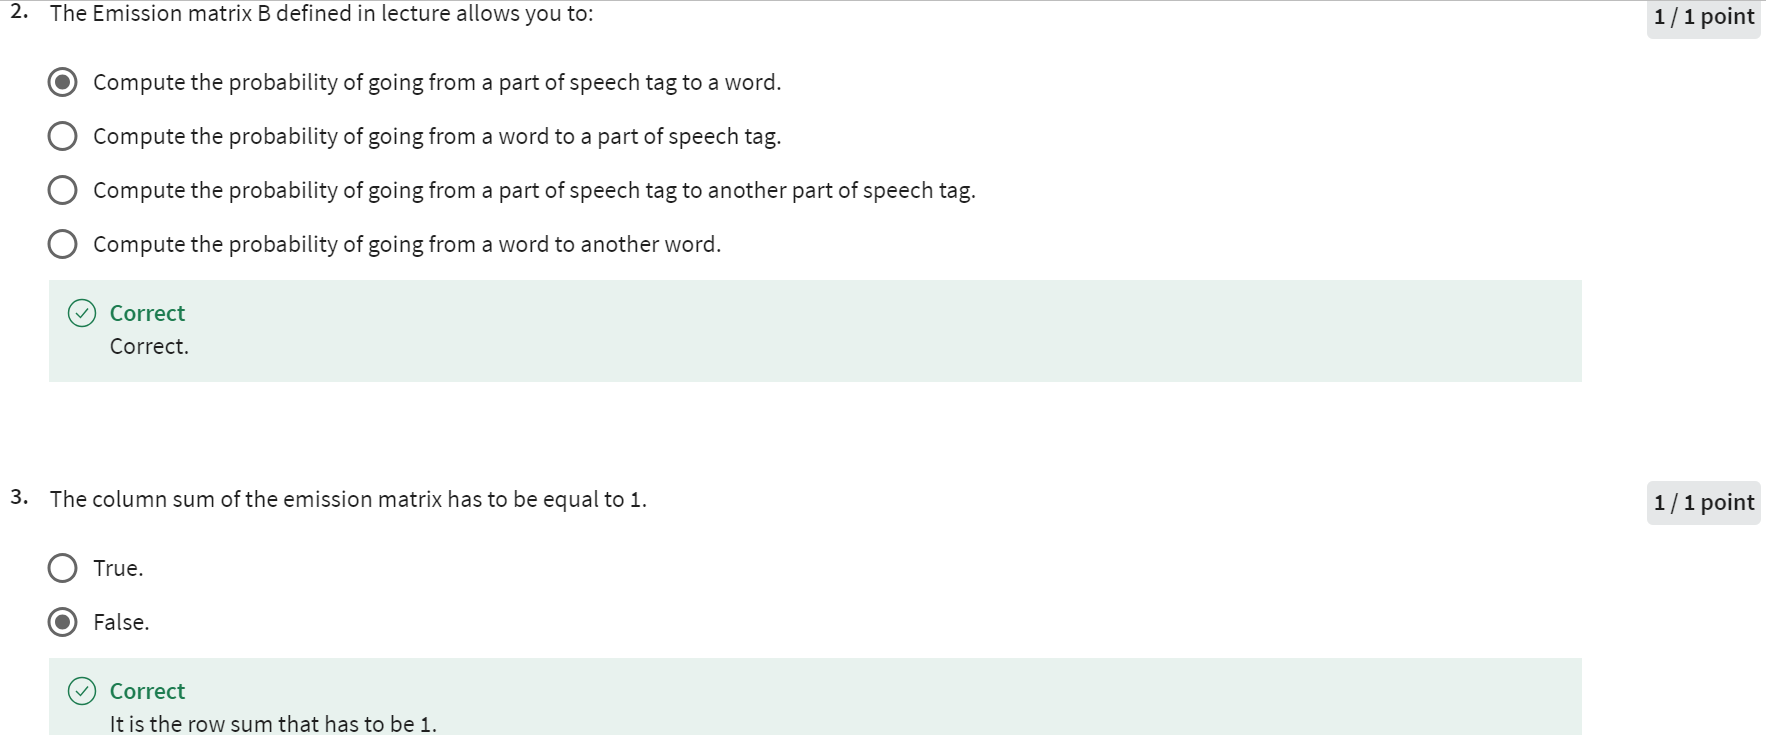 2. The Emission matrix B defined in lecture allows you to:
1 / 1 point
Compute the probability of going from a part of speech tag to a word.
Compute the probability of going from a word to a part of speech tag.
Compute the probability of going from a part of speech tag to another part of speech tag.
Compute the probability of going from a word to another word.
Correct
Correct.
3. The column sum of the emission matrix has to be equal to 1.
1 / 1 point
True.
False.
Correct
It is the row sum that has to be 1.